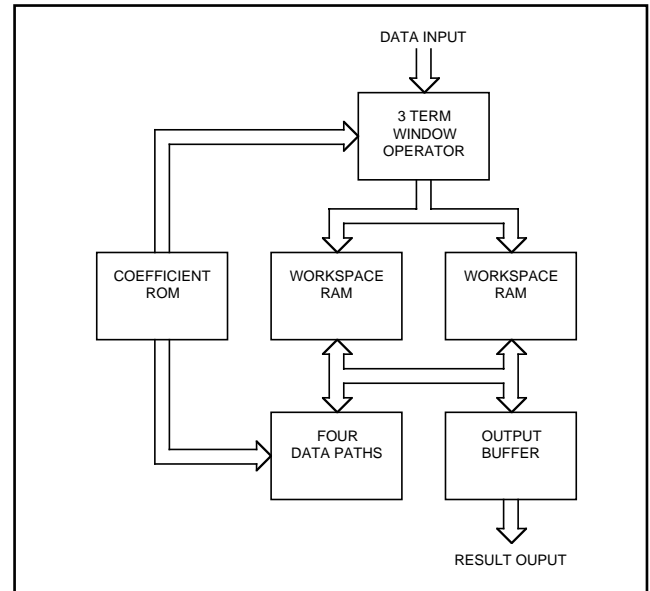 DATA INPUT
3 TERM
WINDOW
OPERATOR
COEFFICIENT
ROM
WORKSPACE
RAM
WORKSPACE
RAM
FOUR
DATA PATHS
OUTPUT
BUFFER
RESULT OUPUT